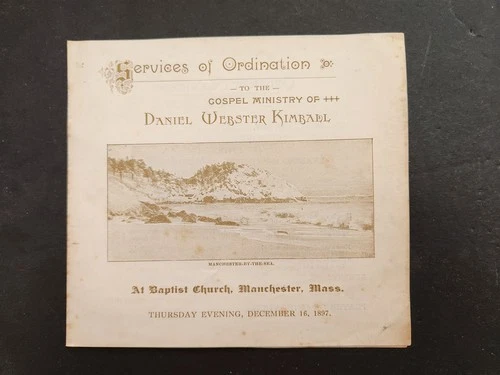 Services of Ordination
— TO THE —
GOSPEL MINISTRY OF +++
DANIEL WEBSTER KIMBALL
MANCHESTER-BY-THE-SEA.
At Baptist Church, Manchester, Mass.
THURSDAY EVENING, DECEMBER 16, 1897.